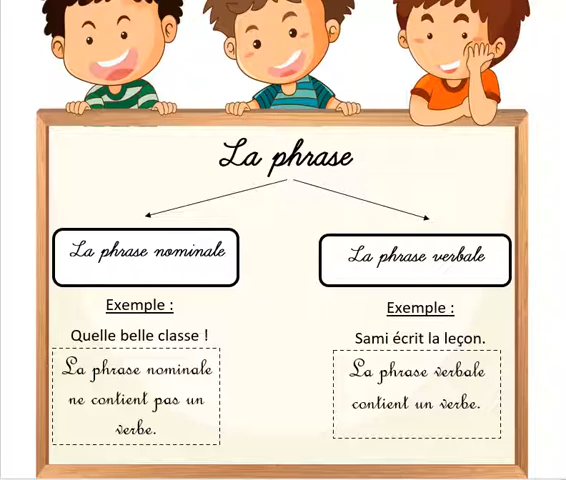 La phrase
La phrase nominale
Exemple :
Quelle belle classe !
La phrase nominale
ne contient pas un
verbe.
La phrase verbale
Exemple :
Sami écrit la leçon.
La phrase verbale
contient un verbe.